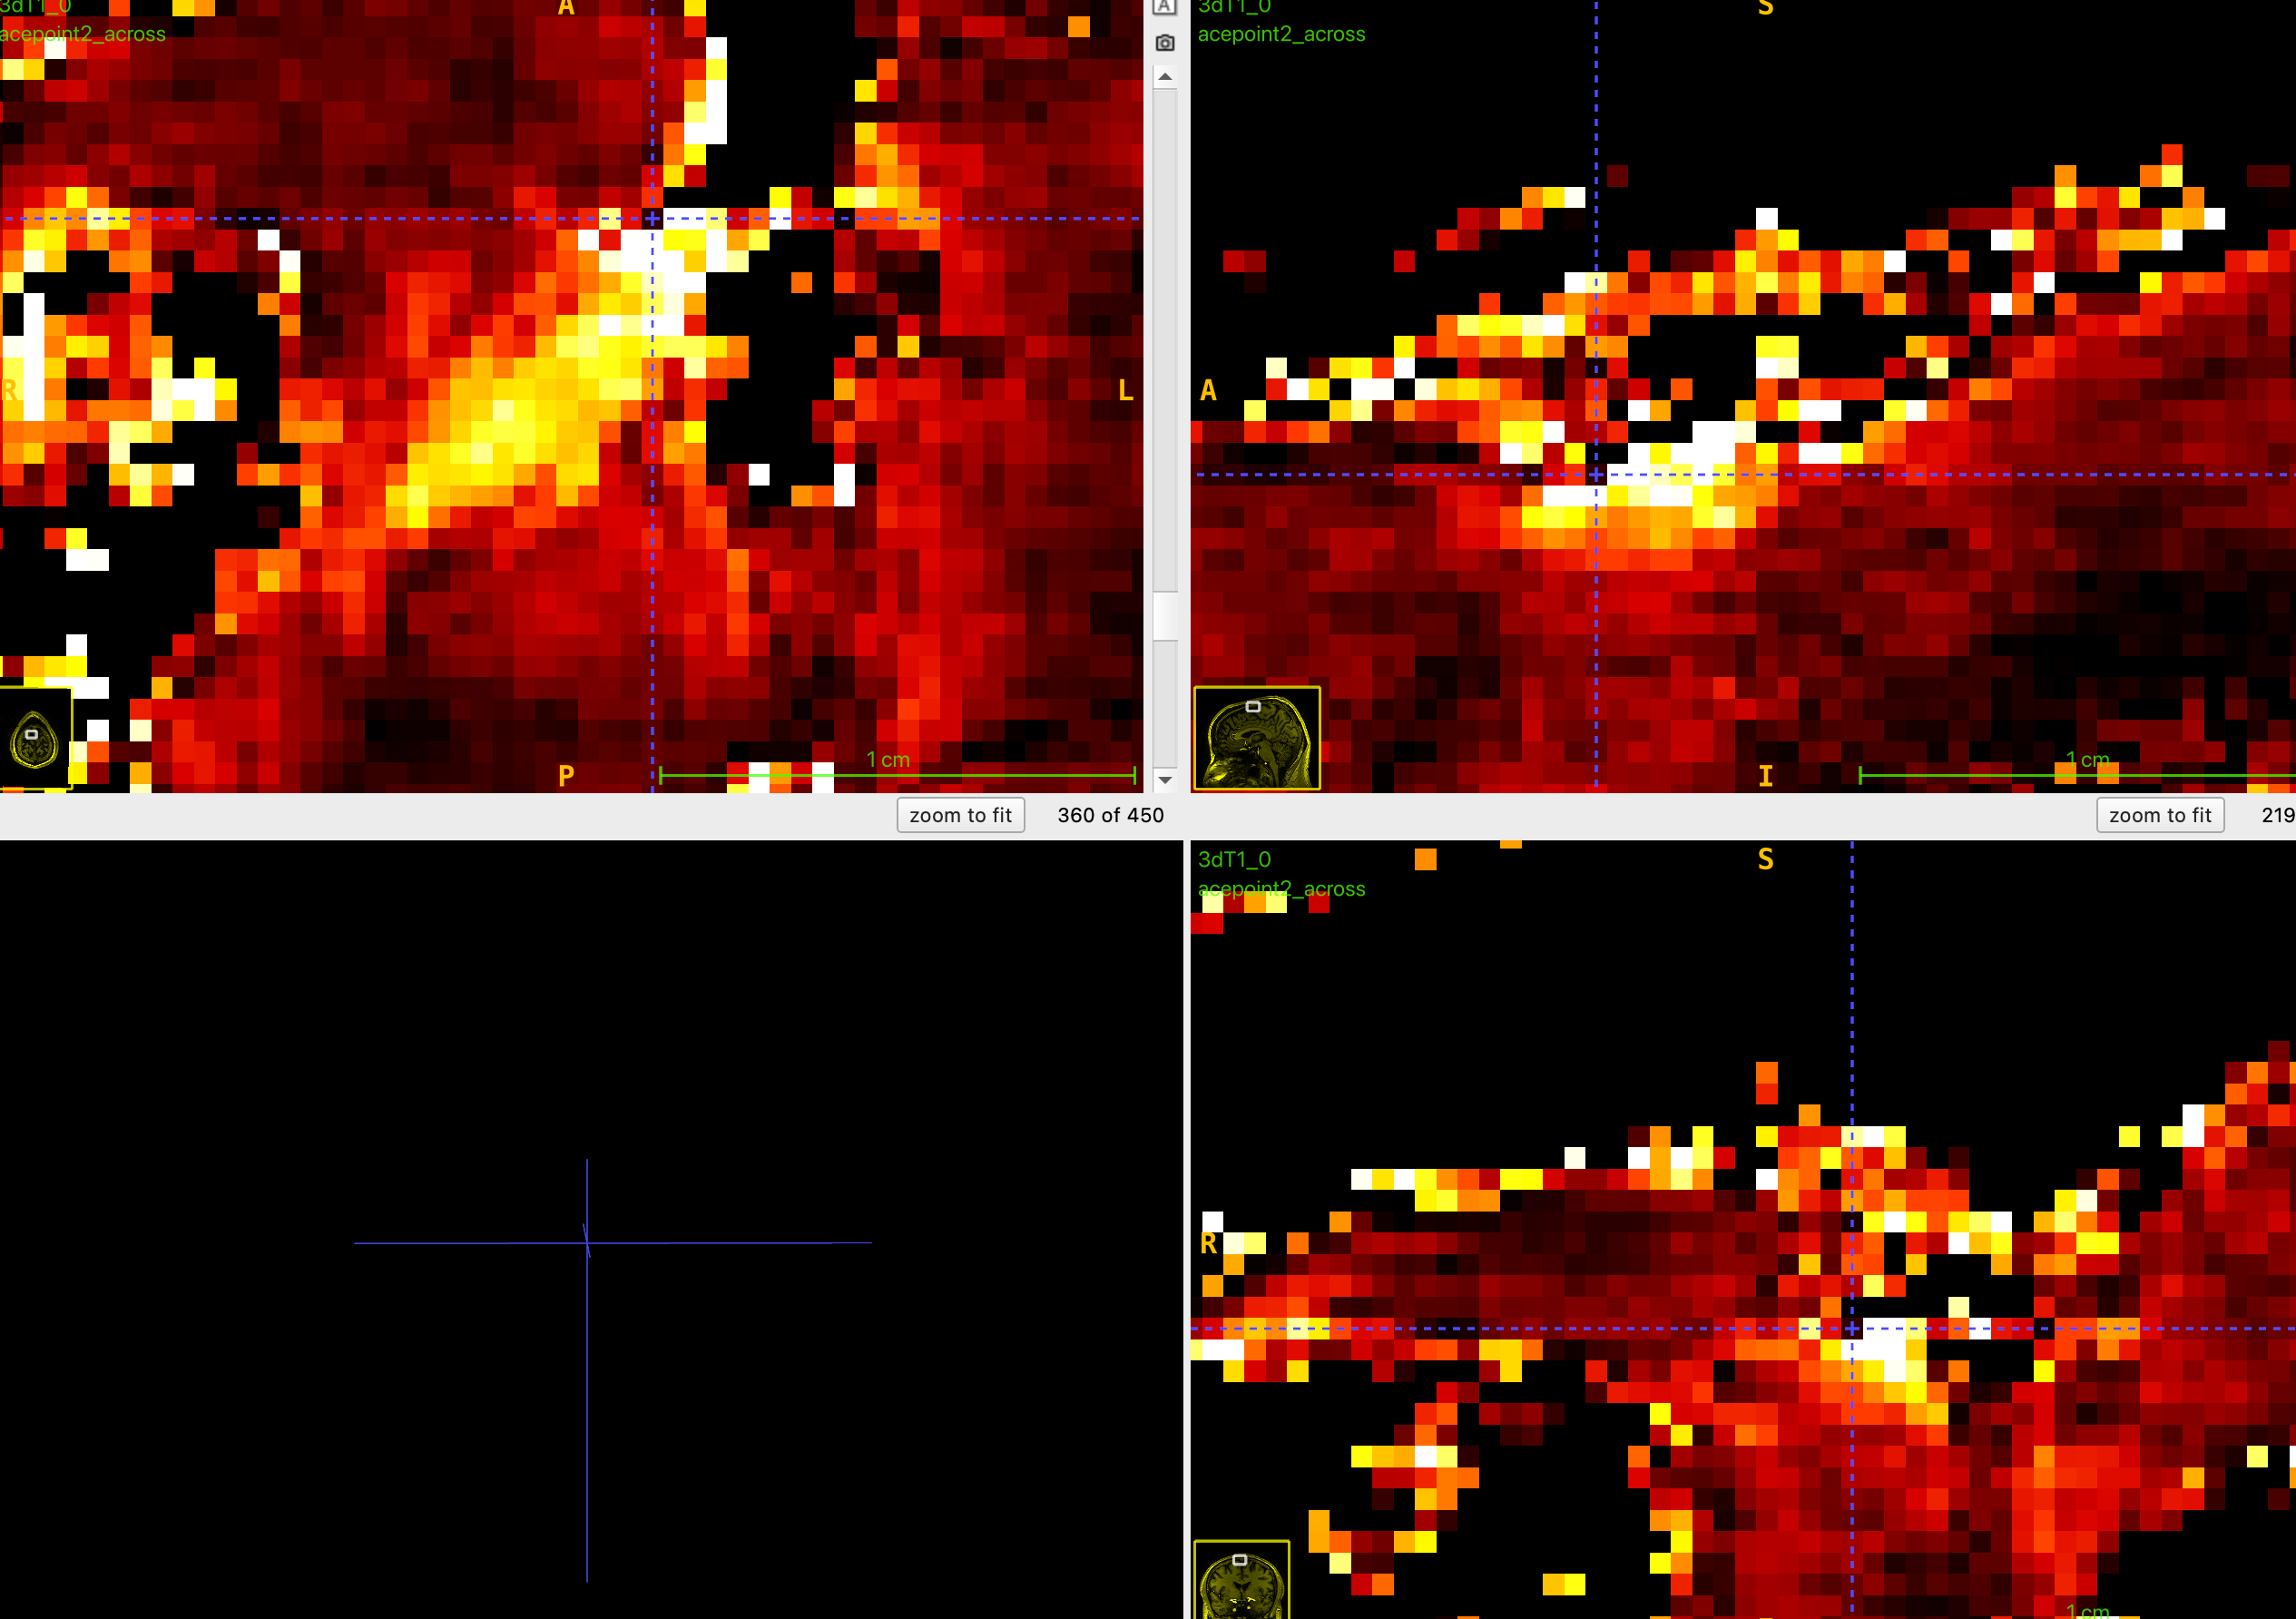 3dT1_0
acepoint2_across
A
R
L
P
1 cm
zoom to fit
360 of 450
A
3dT1_0
acepoint2_across
S
A
I
1 cm
zoom to fit
219
3dT1_0
acepoint2_across
S
R
1 cm